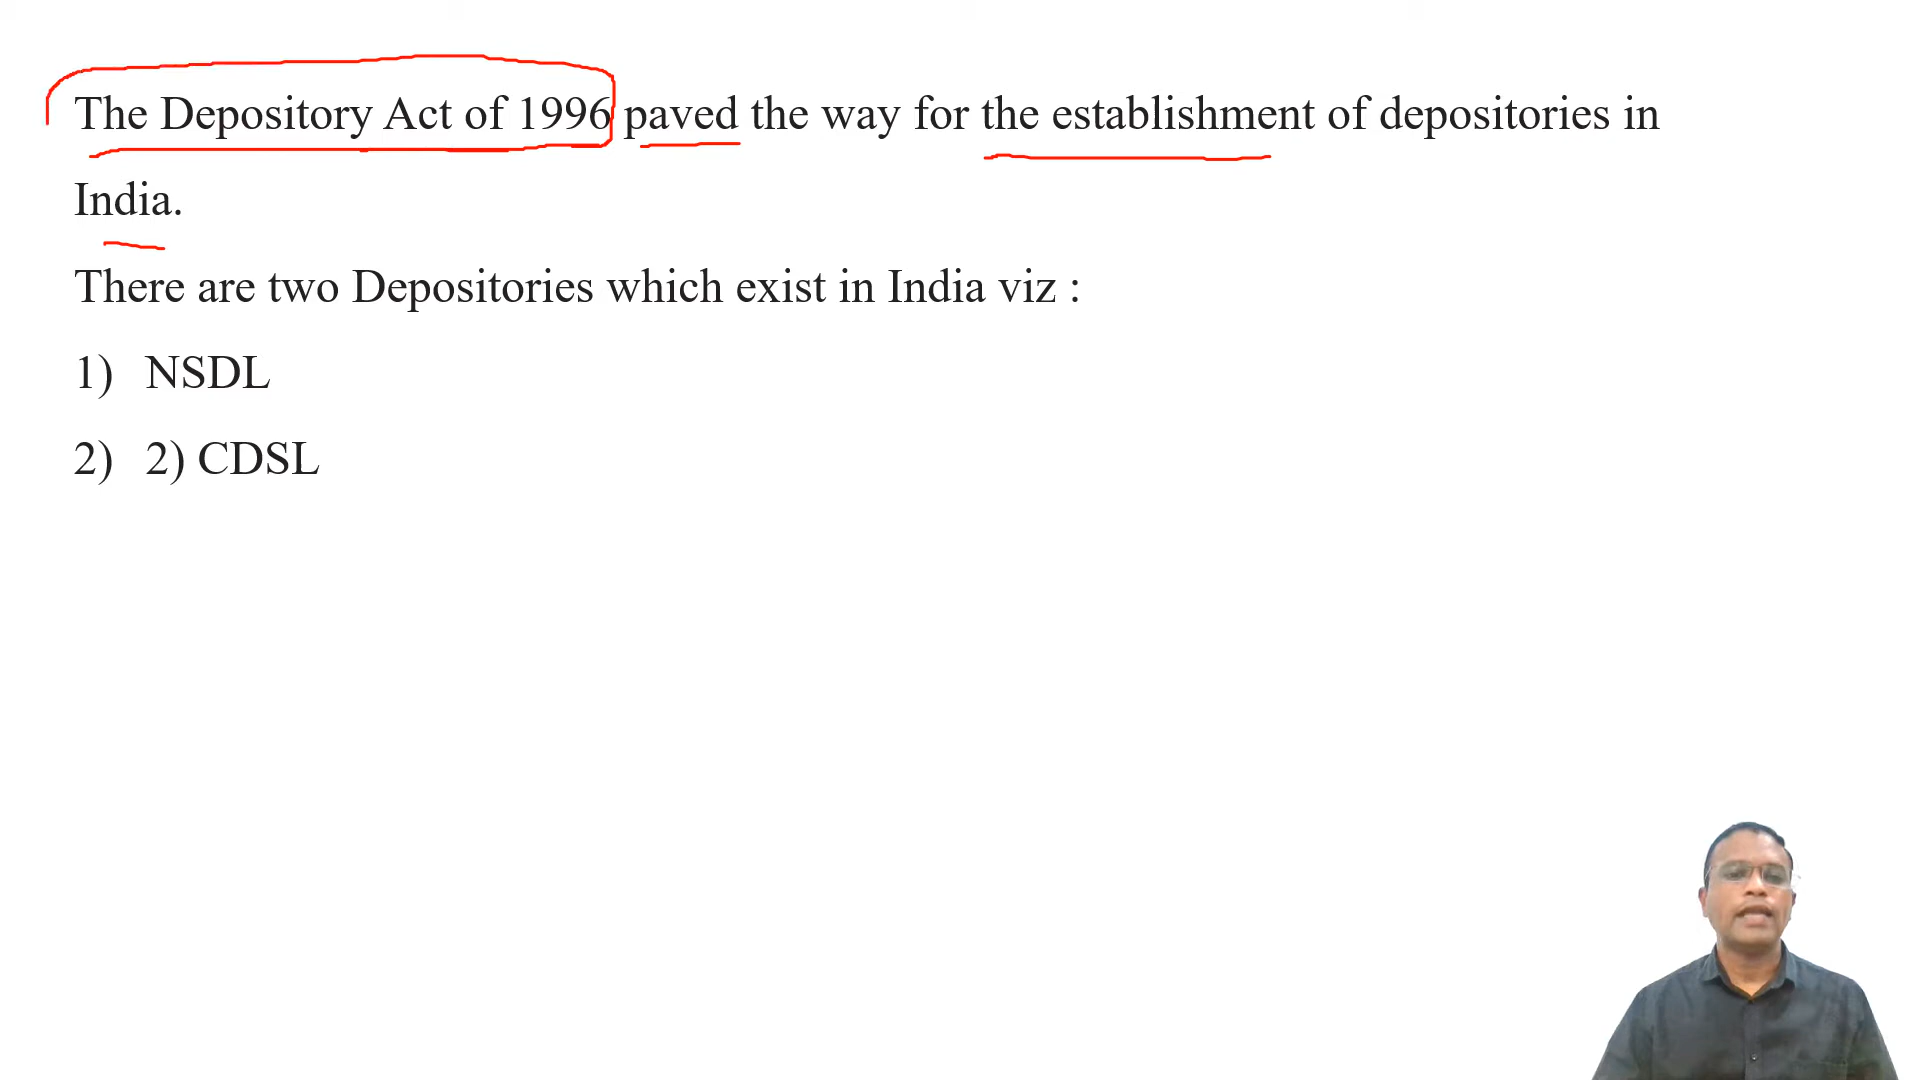 The Depository Act of 1996 paved the way for the establishment of depositories in
India.
There are two Depositories which exist in India viz :
1) NSDL
2) 2) CDSL